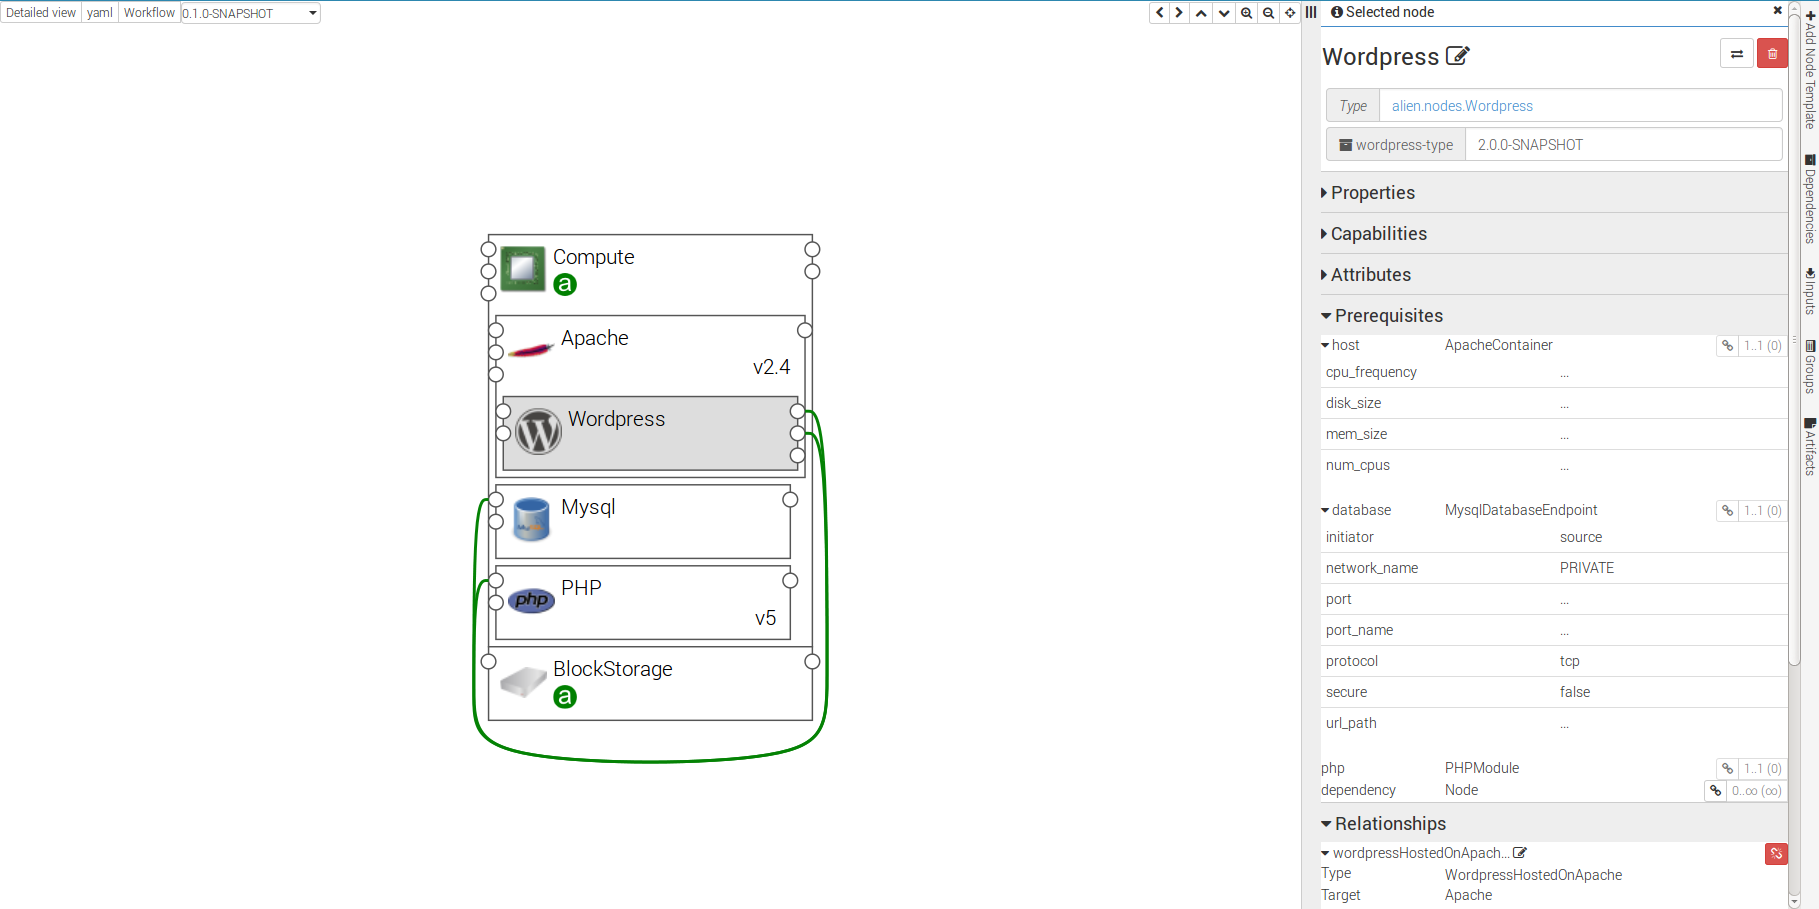 Detailed view yaml Workflow 0.1.0-SNAPSHOT
Compute
a
Apache
v2.4
Wordpress
Mysql
MySQL
PHP
php
v5
BlockStorage
a
Selected node
Wordpress
Type alien.nodes.Wordpress
wordpress-type 2.0.0-SNAPSHOT
Properties
Capabilities
Attributes
Prerequisites
host ApacheContainer 1..1 (0)
cpu_frequency ...
disk_size ...
mem_size ...
num_cpus ...
database MysqlDatabaseEndpoint 1..1 (0)
initiator source
network_name PRIVATE
port ...
port_name ...
protocol tcp
secure false
url_path ...
php PHPModule 1..1 (0)
dependency Node 0..∞ (∞)
Relationships
wordpressHostedOnApach...
Type WordpressHostedOnApache
Target Apache
Add Node Template
Dependencies
Inputs
Groups
Artifacts